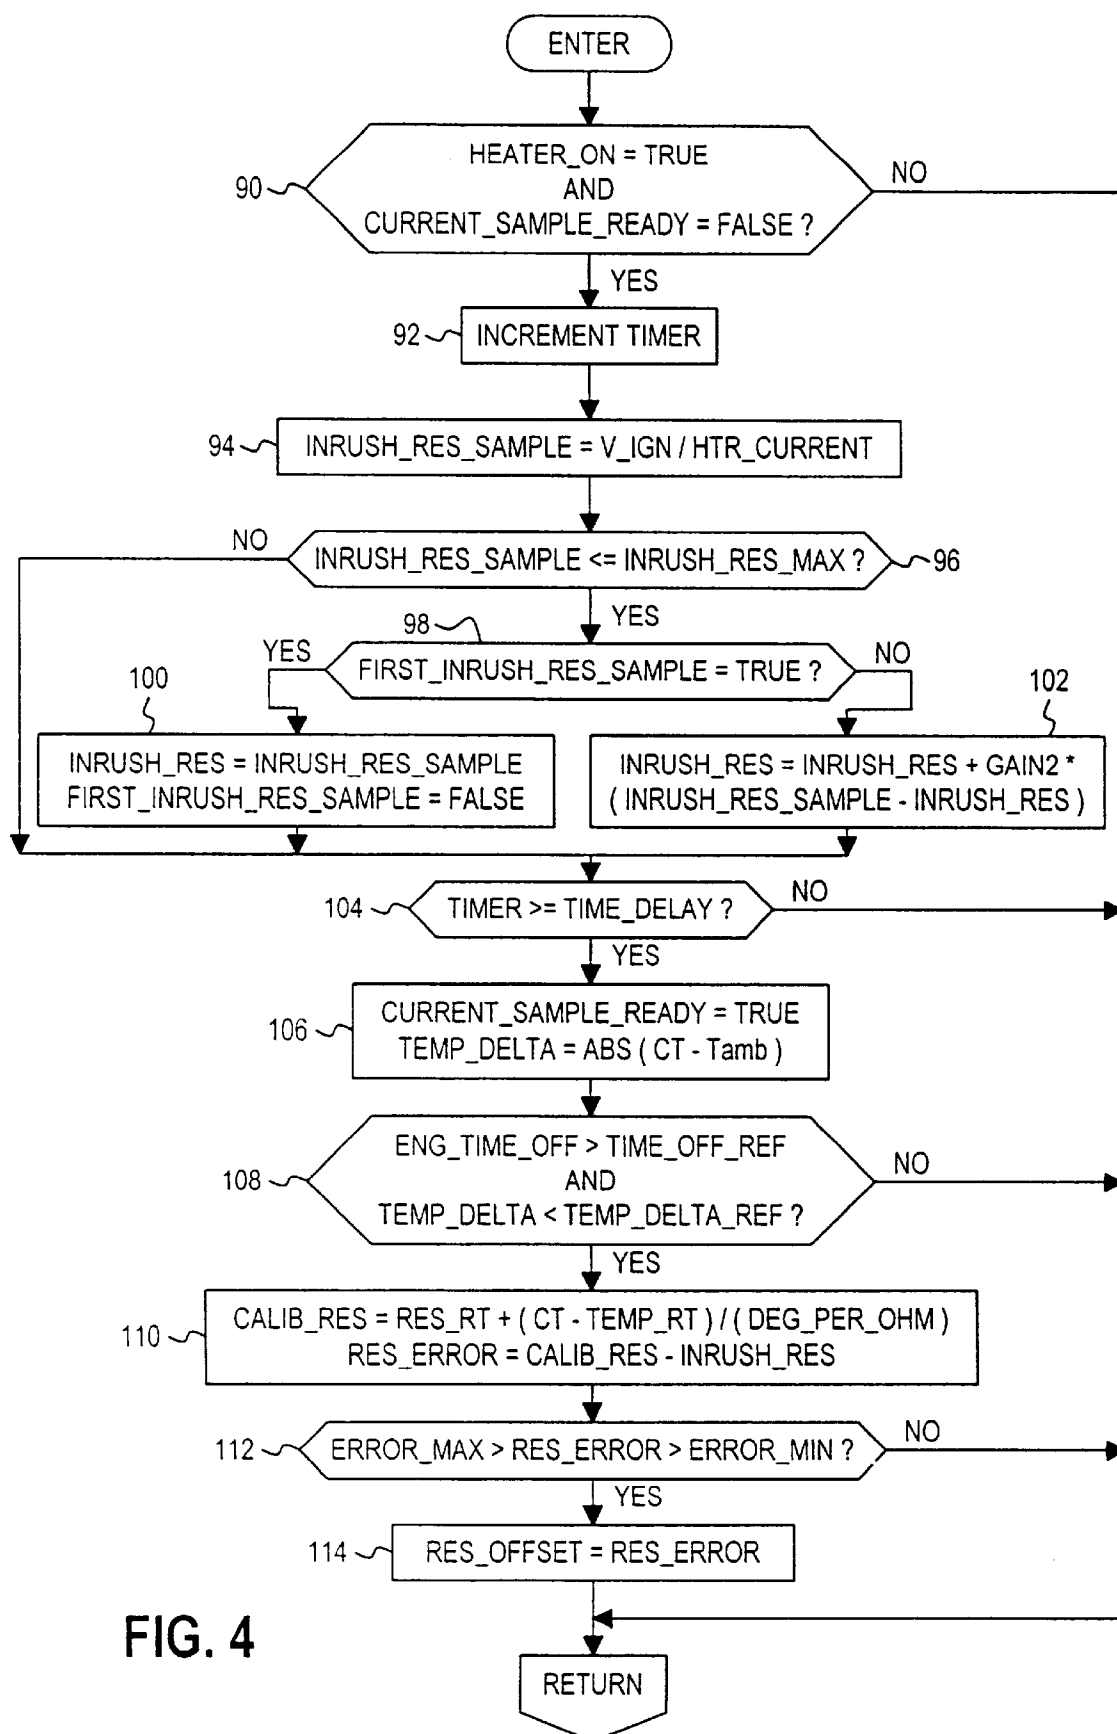 ENTER
HEATER_ON = TRUE
AND
CURRENT_SAMPLE_READY = FALSE ?
90
NO
YES
INCREMENT TIMER
92
INRUSH_RES_SAMPLE = V_IGN / HTR_CURRENT
94
INRUSH_RES_SAMPLE <= INRUSH_RES_MAX ?
96
NO
YES
98
FIRST_INRUSH_RES_SAMPLE = TRUE ?
YES
NO
100
INRUSH_RES = INRUSH_RES_SAMPLE
FIRST_INRUSH_RES_SAMPLE = FALSE
102
INRUSH_RES = INRUSH_RES + GAIN2 *
( INRUSH_RES_SAMPLE - INRUSH_RES )
104
TIMER >= TIME_DELAY ?
NO
YES
106
CURRENT_SAMPLE_READY = TRUE
TEMP_DELTA = ABS ( CT - Tamb )
108
ENG_TIME_OFF > TIME_OFF_REF
AND
TEMP_DELTA < TEMP_DELTA_REF ?
NO
YES
110
CALIB_RES = RES_RT + ( CT - TEMP_RT ) / ( DEG_PER_OHM )
RES_ERROR = CALIB_RES - INRUSH_RES
112
ERROR_MAX > RES_ERROR > ERROR_MIN ?
NO
YES
114
RES_OFFSET = RES_ERROR
FIG. 4
RETURN